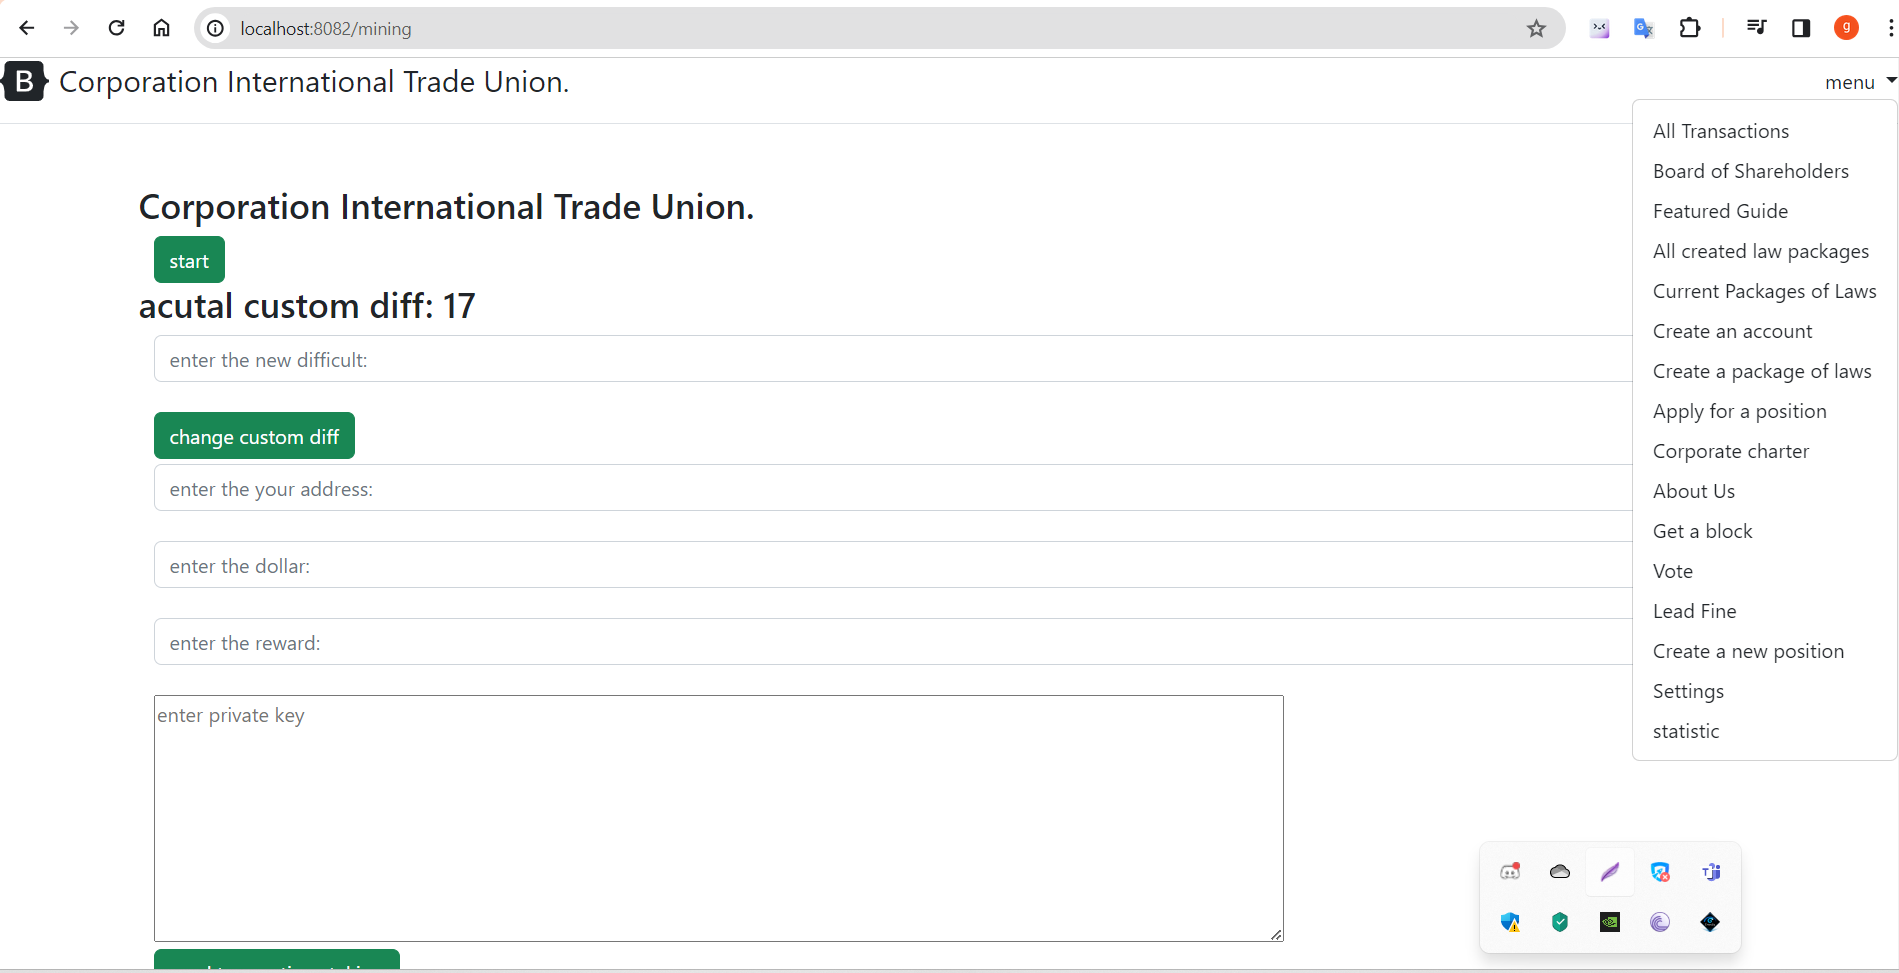 localhost:8082/mining
g
B Corporation International Trade Union.
menu
All Transactions
Board of Shareholders
Featured Guide
All created law packages
Current Packages of Laws
Create an account
Create a package of laws
Apply for a position
Corporate charter
About Us
Get a block
Vote
Lead Fine
Create a new position
Settings
statistic
Corporation International Trade Union.
start
acutal custom diff: 17
enter the new difficult:
change custom diff
enter the your address:
enter the dollar:
enter the reward:
enter private key